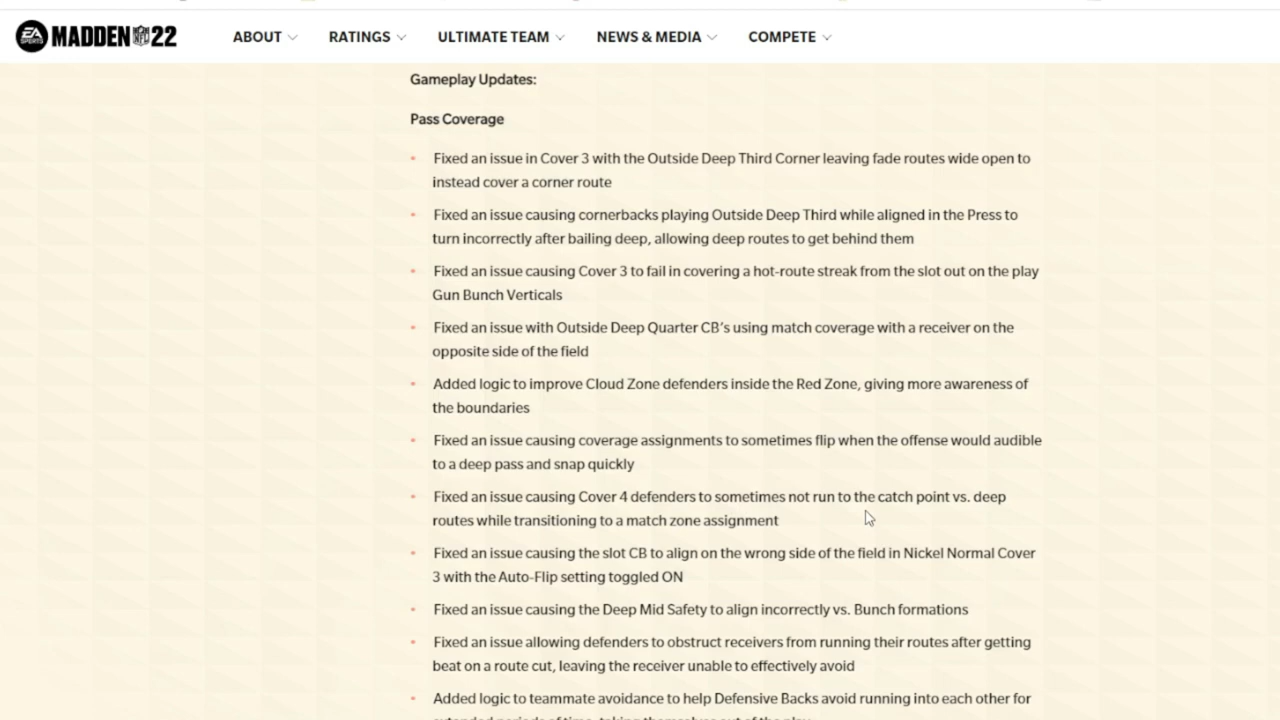 EA SPORTS MADDEN NFL 22
ABOUT RATINGS ULTIMATE TEAM NEWS & MEDIA COMPETE
Gameplay Updates:
Pass Coverage
Fixed an issue in Cover 3 with the Outside Deep Third Corner leaving fade routes wide open to
instead cover a corner route
Fixed an issue causing cornerbacks playing Outside Deep Third while aligned in the Press to
turn incorrectly after bailing deep, allowing deep routes to get behind them
Fixed an issue causing Cover 3 to fail in covering a hot-route streak from the slot out on the play
Gun Bunch Verticals
Fixed an issue with Outside Deep Quarter CB's using match coverage with a receiver on the
opposite side of the field
Added logic to improve Cloud Zone defenders inside the Red Zone, giving more awareness of
the boundaries
Fixed an issue causing coverage assignments to sometimes flip when the offense would audible
to a deep pass and snap quickly
Fixed an issue causing Cover 4 defenders to sometimes not run to the catch point vs. deep
routes while transitioning to a match zone assignment
Fixed an issue causing the slot CB to align on the wrong side of the field in Nickel Normal Cover
3 with the Auto-Flip setting toggled ON
Fixed an issue causing the Deep Mid Safety to align incorrectly vs. Bunch formations
Fixed an issue allowing defenders to obstruct receivers from running their routes after getting
beat on a route cut, leaving the receiver unable to effectively avoid
Added logic to teammate avoidance to help Defensive Backs avoid running into each other for
extended periods of time, taking themselves out of the play